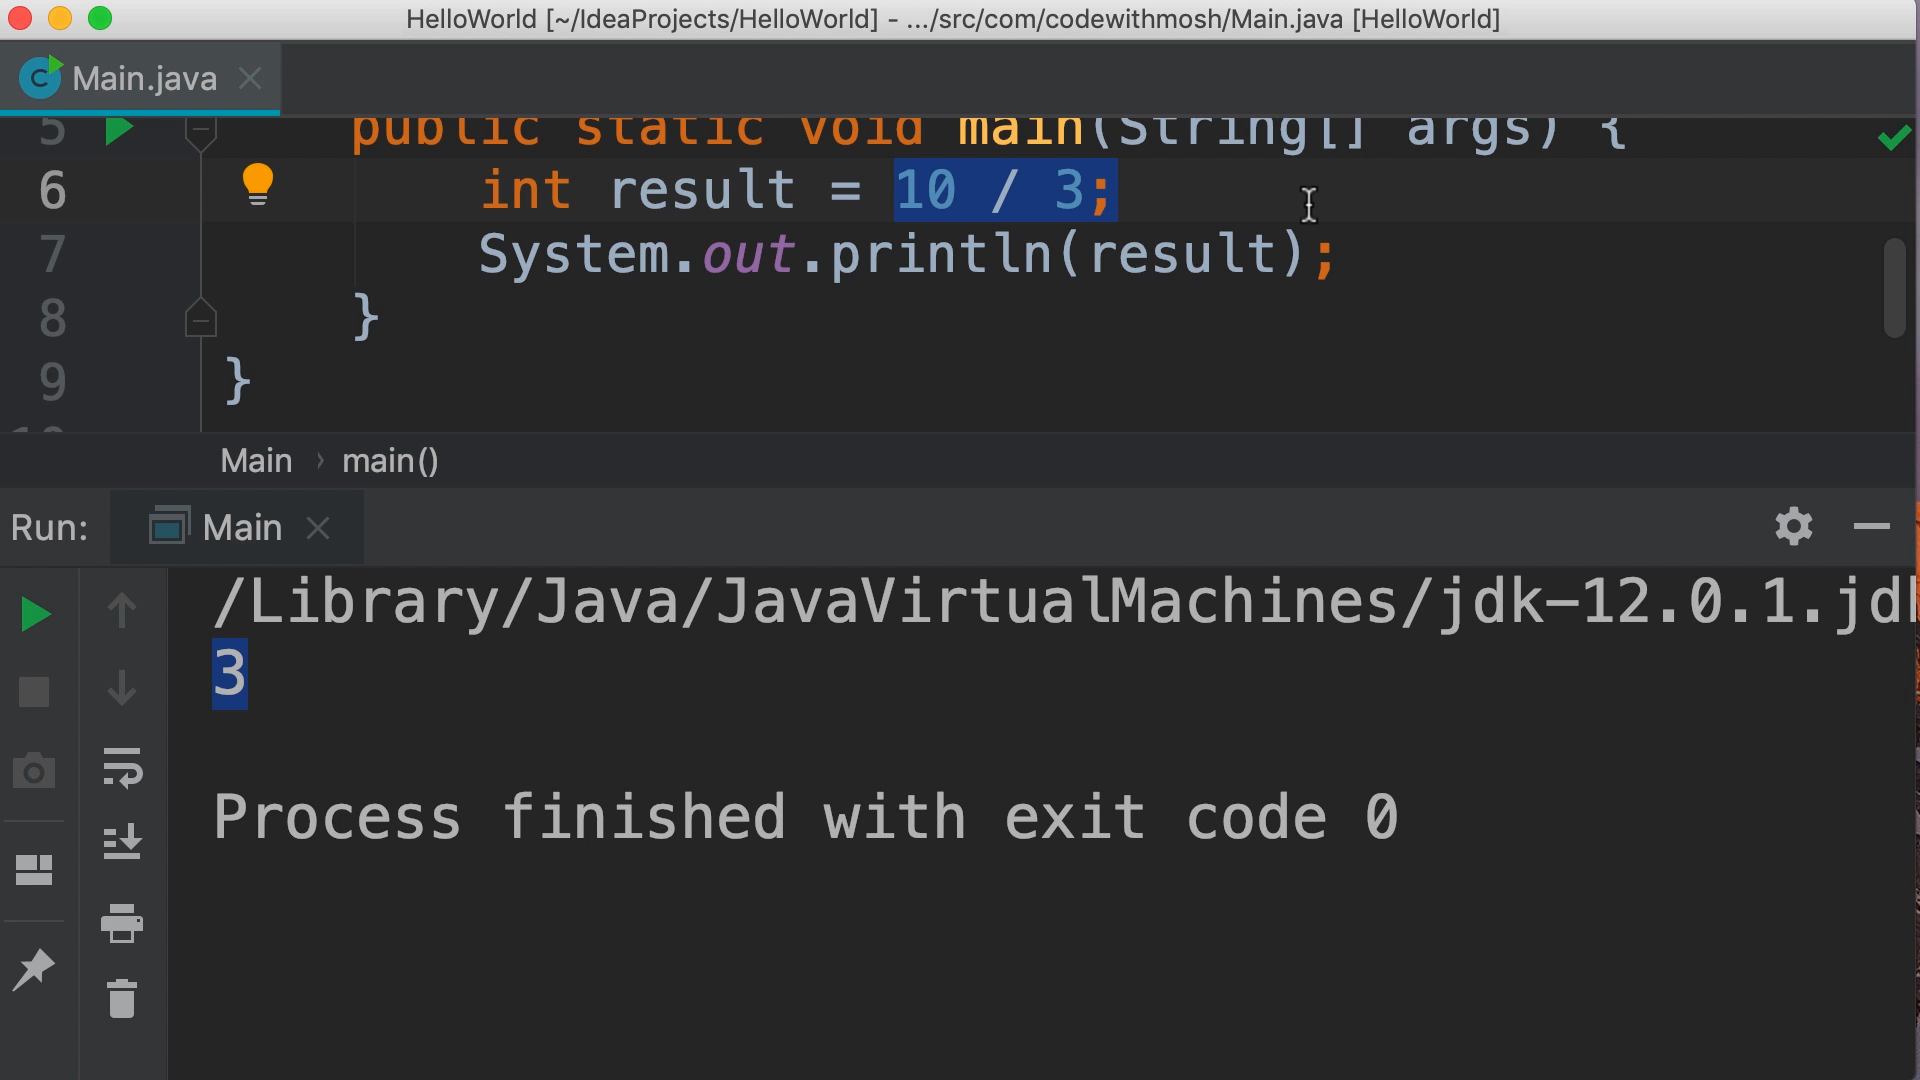 HelloWorld [~/IdeaProjects/HelloWorld] - .../src/com/codewithmosh/Main.java [HelloWorld]
Main.java
5 public static void main(String[] args) {
6 int result = 10 / 3;
7 System.out.println(result);
8 }
9 }
10
Main › main()
Run: Main
/Library/Java/JavaVirtualMachines/jdk-12.0.1.jdk
3
Process finished with exit code 0